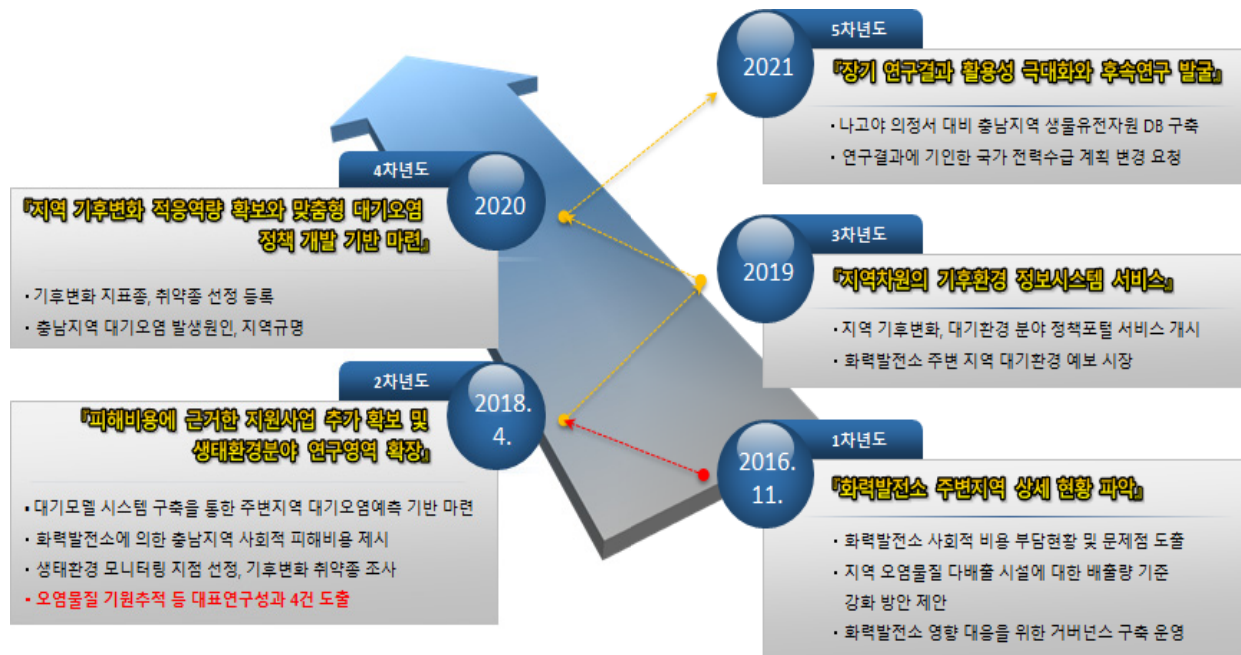 5차년도
2021
『장기 연구결과 활용성 극대화와 후속연구 발굴』
· 나고야 의정서 대비 충남지역 생물유전자원 DB 구축
· 연구결과에 기인한 국가 전력수급 계획 변경 요청
4차년도
2020
『지역 기후변화 적응역량 확보와 맞춤형 대기오염
정책 개발 기반 마련』
· 기후변화 지표종, 취약종 선정 등록
· 충남지역 대기오염 발생원인, 지역규명
3차년도
2019
『지역차원의 기후환경 정보시스템 서비스』
· 지역 기후변화, 대기환경 분야 정책포털 서비스 개시
· 화력발전소 주변 지역 대기환경 예보 시장
2차년도
2018.
4.
『피해비용에 근거한 지원사업 추가 확보 및
생태환경분야 연구영역 확장』
▪ 대기모델 시스템 구축을 통한 주변지역 대기오염예측 기반 마련
· 화력발전소에 의한 충남지역 사회적 피해비용 제시
· 생태환경 모니터링 지점 선정, 기후변화 취약종 조사
▪ 오염물질 기원추적 등 대표연구성과 4건 도출
1차년도
2016.
11.
『화력발전소 주변지역 상세 현황 파악』
· 화력발전소 사회적 비용 부담현황 및 문제점 도출
· 지역 오염물질 다배출 시설에 대한 배출량 기준
강화 방안 제안
· 화력발전소 영향 대응을 위한 거버넌스 구축 운영